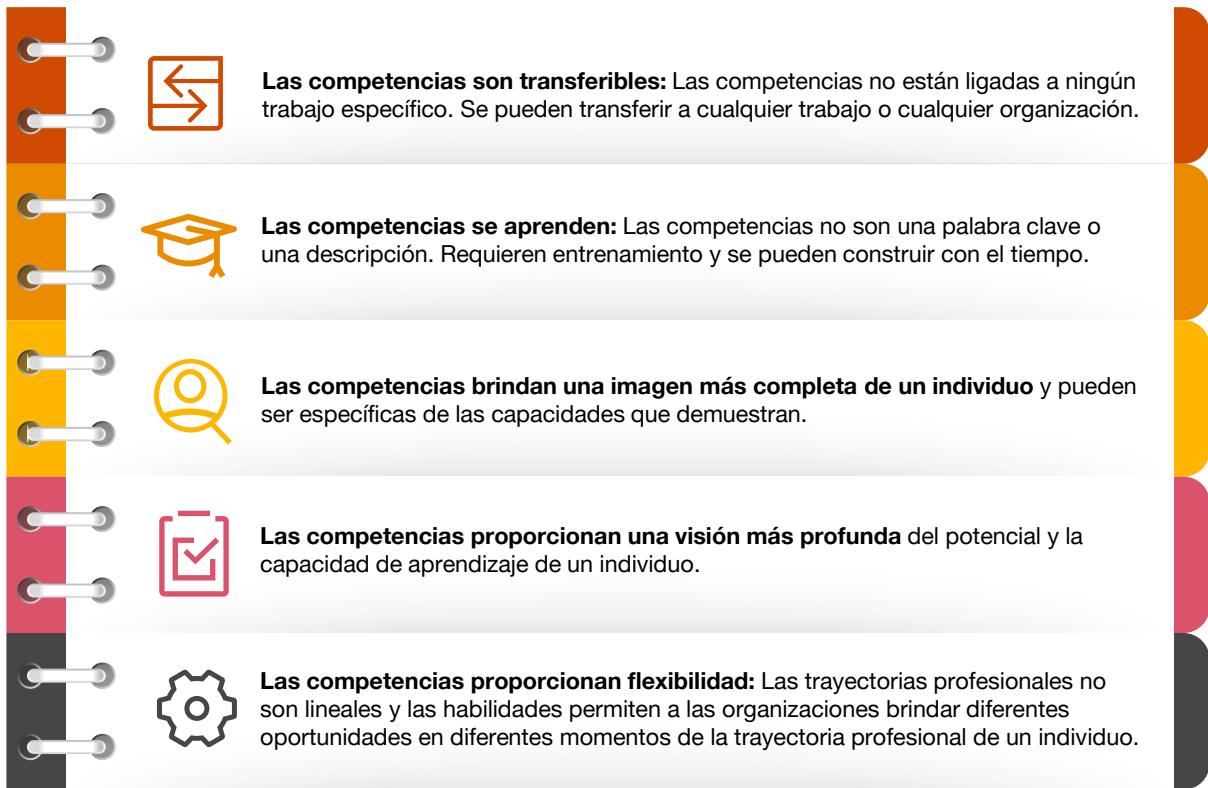 Las competencias son transferibles: Las competencias no están ligadas a ningún
trabajo específico. Se pueden transferir a cualquier trabajo o cualquier organización.
Las competencias se aprenden: Las competencias no son una palabra clave o
una descripción. Requieren entrenamiento y se pueden construir con el tiempo.
Las competencias brindan una imagen más completa de un individuo y pueden
ser específicas de las capacidades que demuestran.
Las competencias proporcionan una visión más profunda del potencial y la
capacidad de aprendizaje de un individuo.
Las competencias proporcionan flexibilidad: Las trayectorias profesionales no
son lineales y las habilidades permiten a las organizaciones brindar diferentes
oportunidades en diferentes momentos de la trayectoria profesional de un individuo.